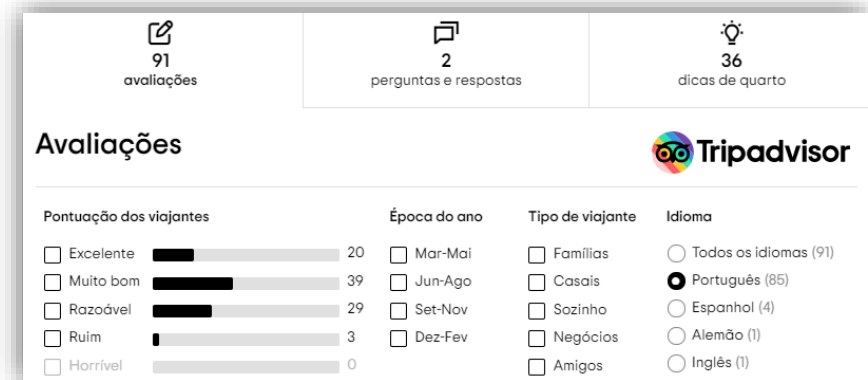 91
avaliações
2
perguntas e respostas
36
dicas de quarto
Avaliações
Tripadvisor
Pontuação dos viajantes
Excelente 20
Muito bom 39
Razoável 29
Ruim 3
Horrível 0
Época do ano
Mar-Mai
Jun-Ago
Set-Nov
Dez-Fev
Tipo de viajante
Famílias
Casais
Sozinho
Negócios
Amigos
Idioma
Todos os idiomas (91)
Português (85)
Espanhol (4)
Alemão (1)
Inglês (1)